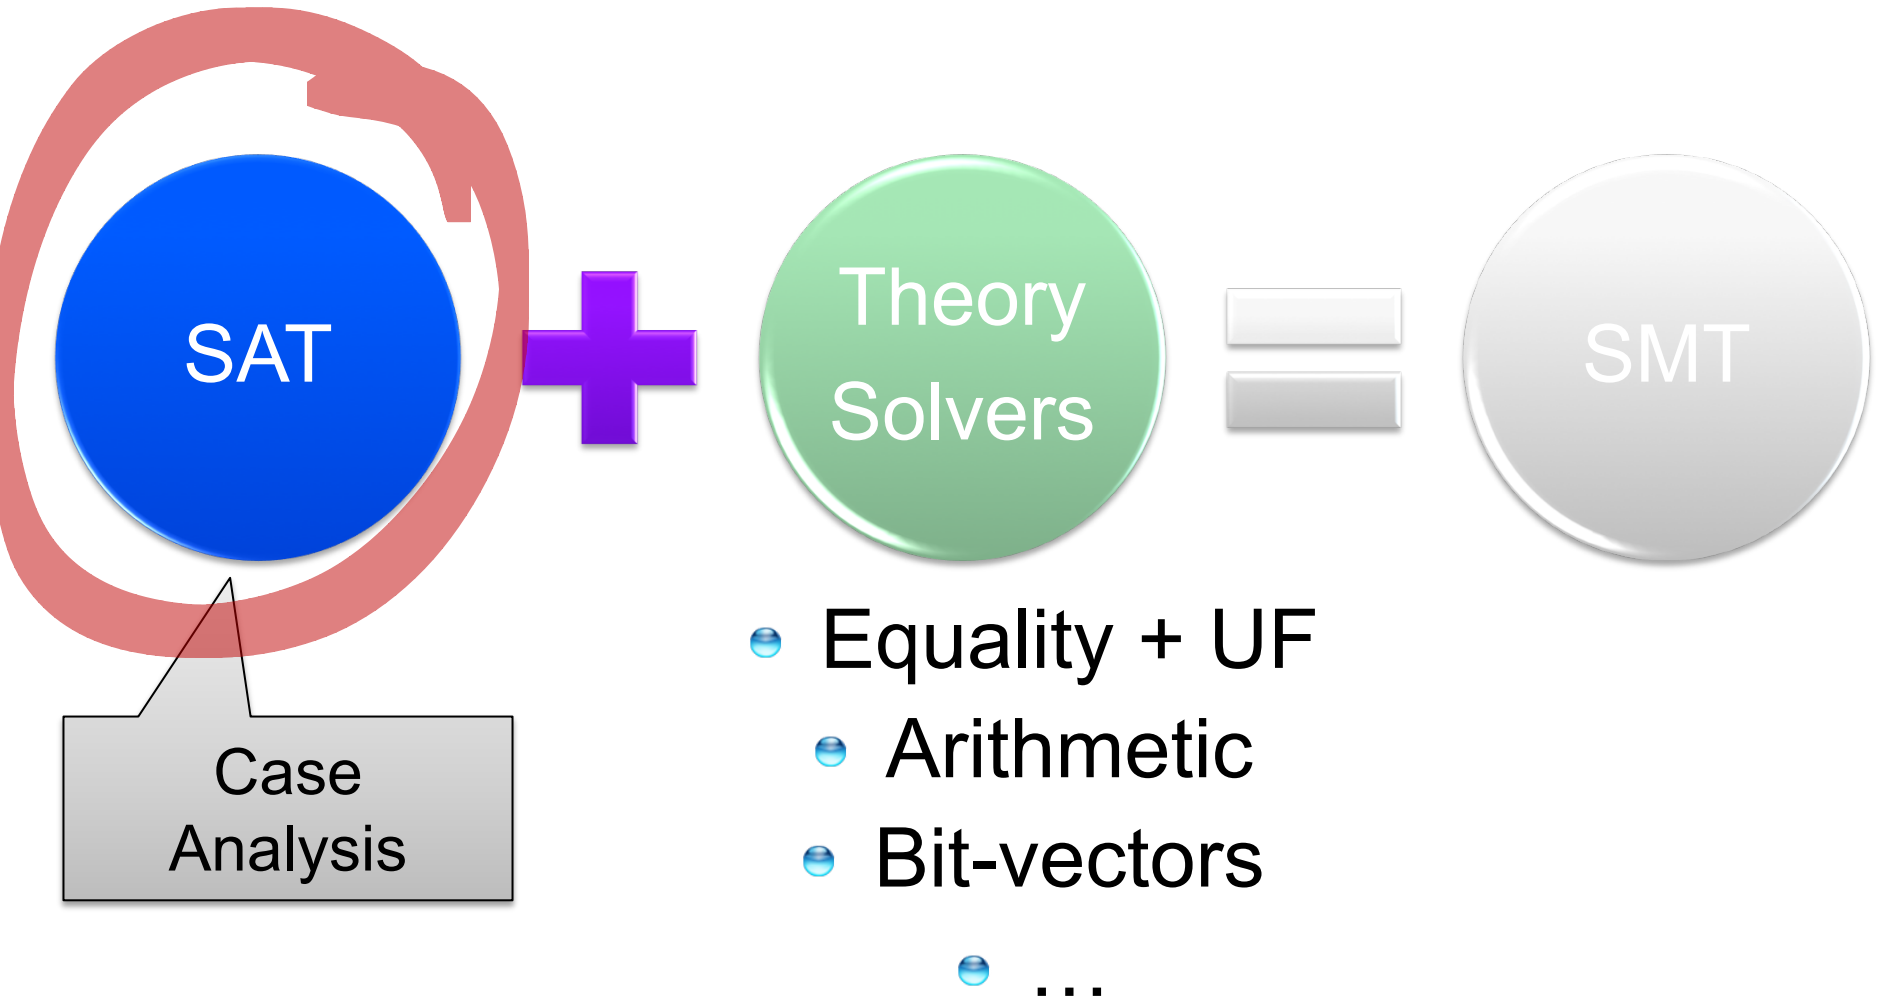 SAT
+
Theory
Solvers
=
SMT
Case
Analysis
• Equality + UF
• Arithmetic
• Bit-vectors
• ...